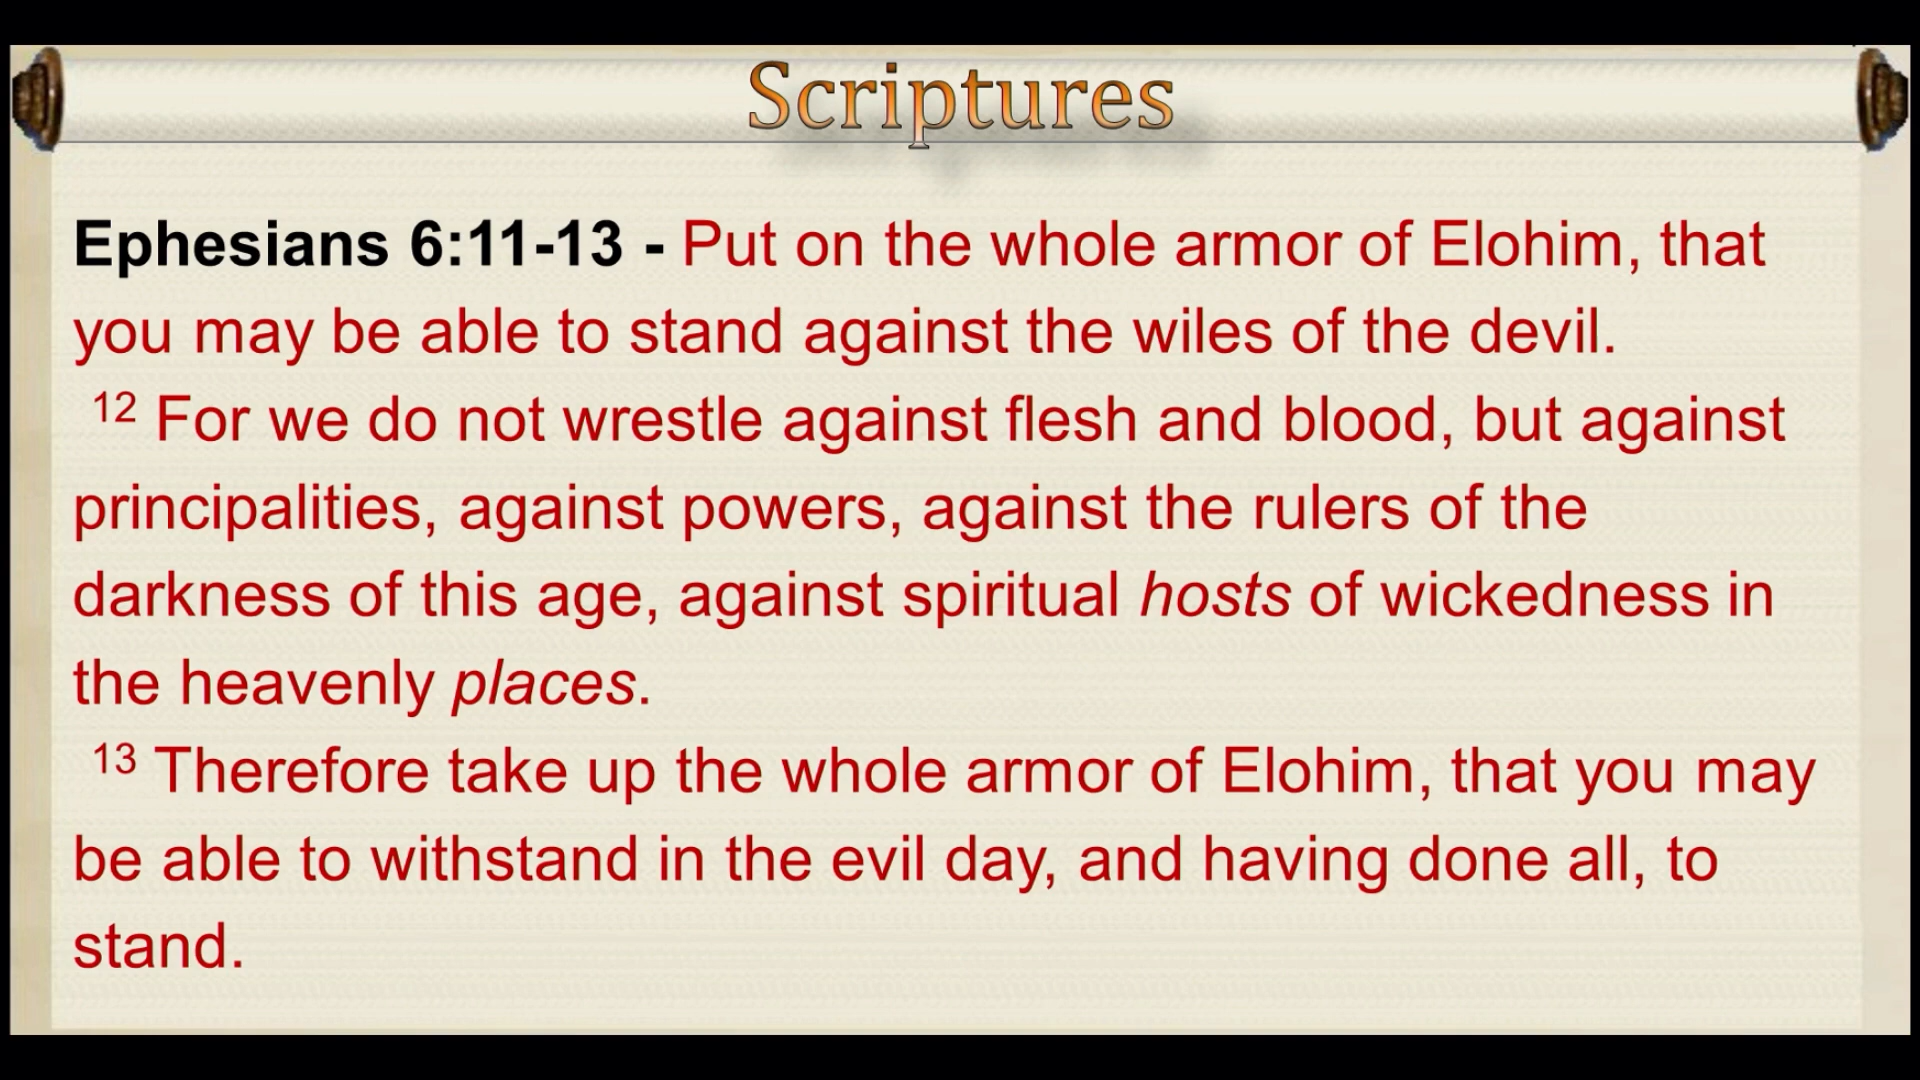 Scriptures
Ephesians 6:11-13 - Put on the whole armor of Elohim, that
you may be able to stand against the wiles of the devil.
12 For we do not wrestle against flesh and blood, but against
principalities, against powers, against the rulers of the
darkness of this age, against spiritual hosts of wickedness in
the heavenly places.
13 Therefore take up the whole armor of Elohim, that you may
be able to withstand in the evil day, and having done all, to
stand.